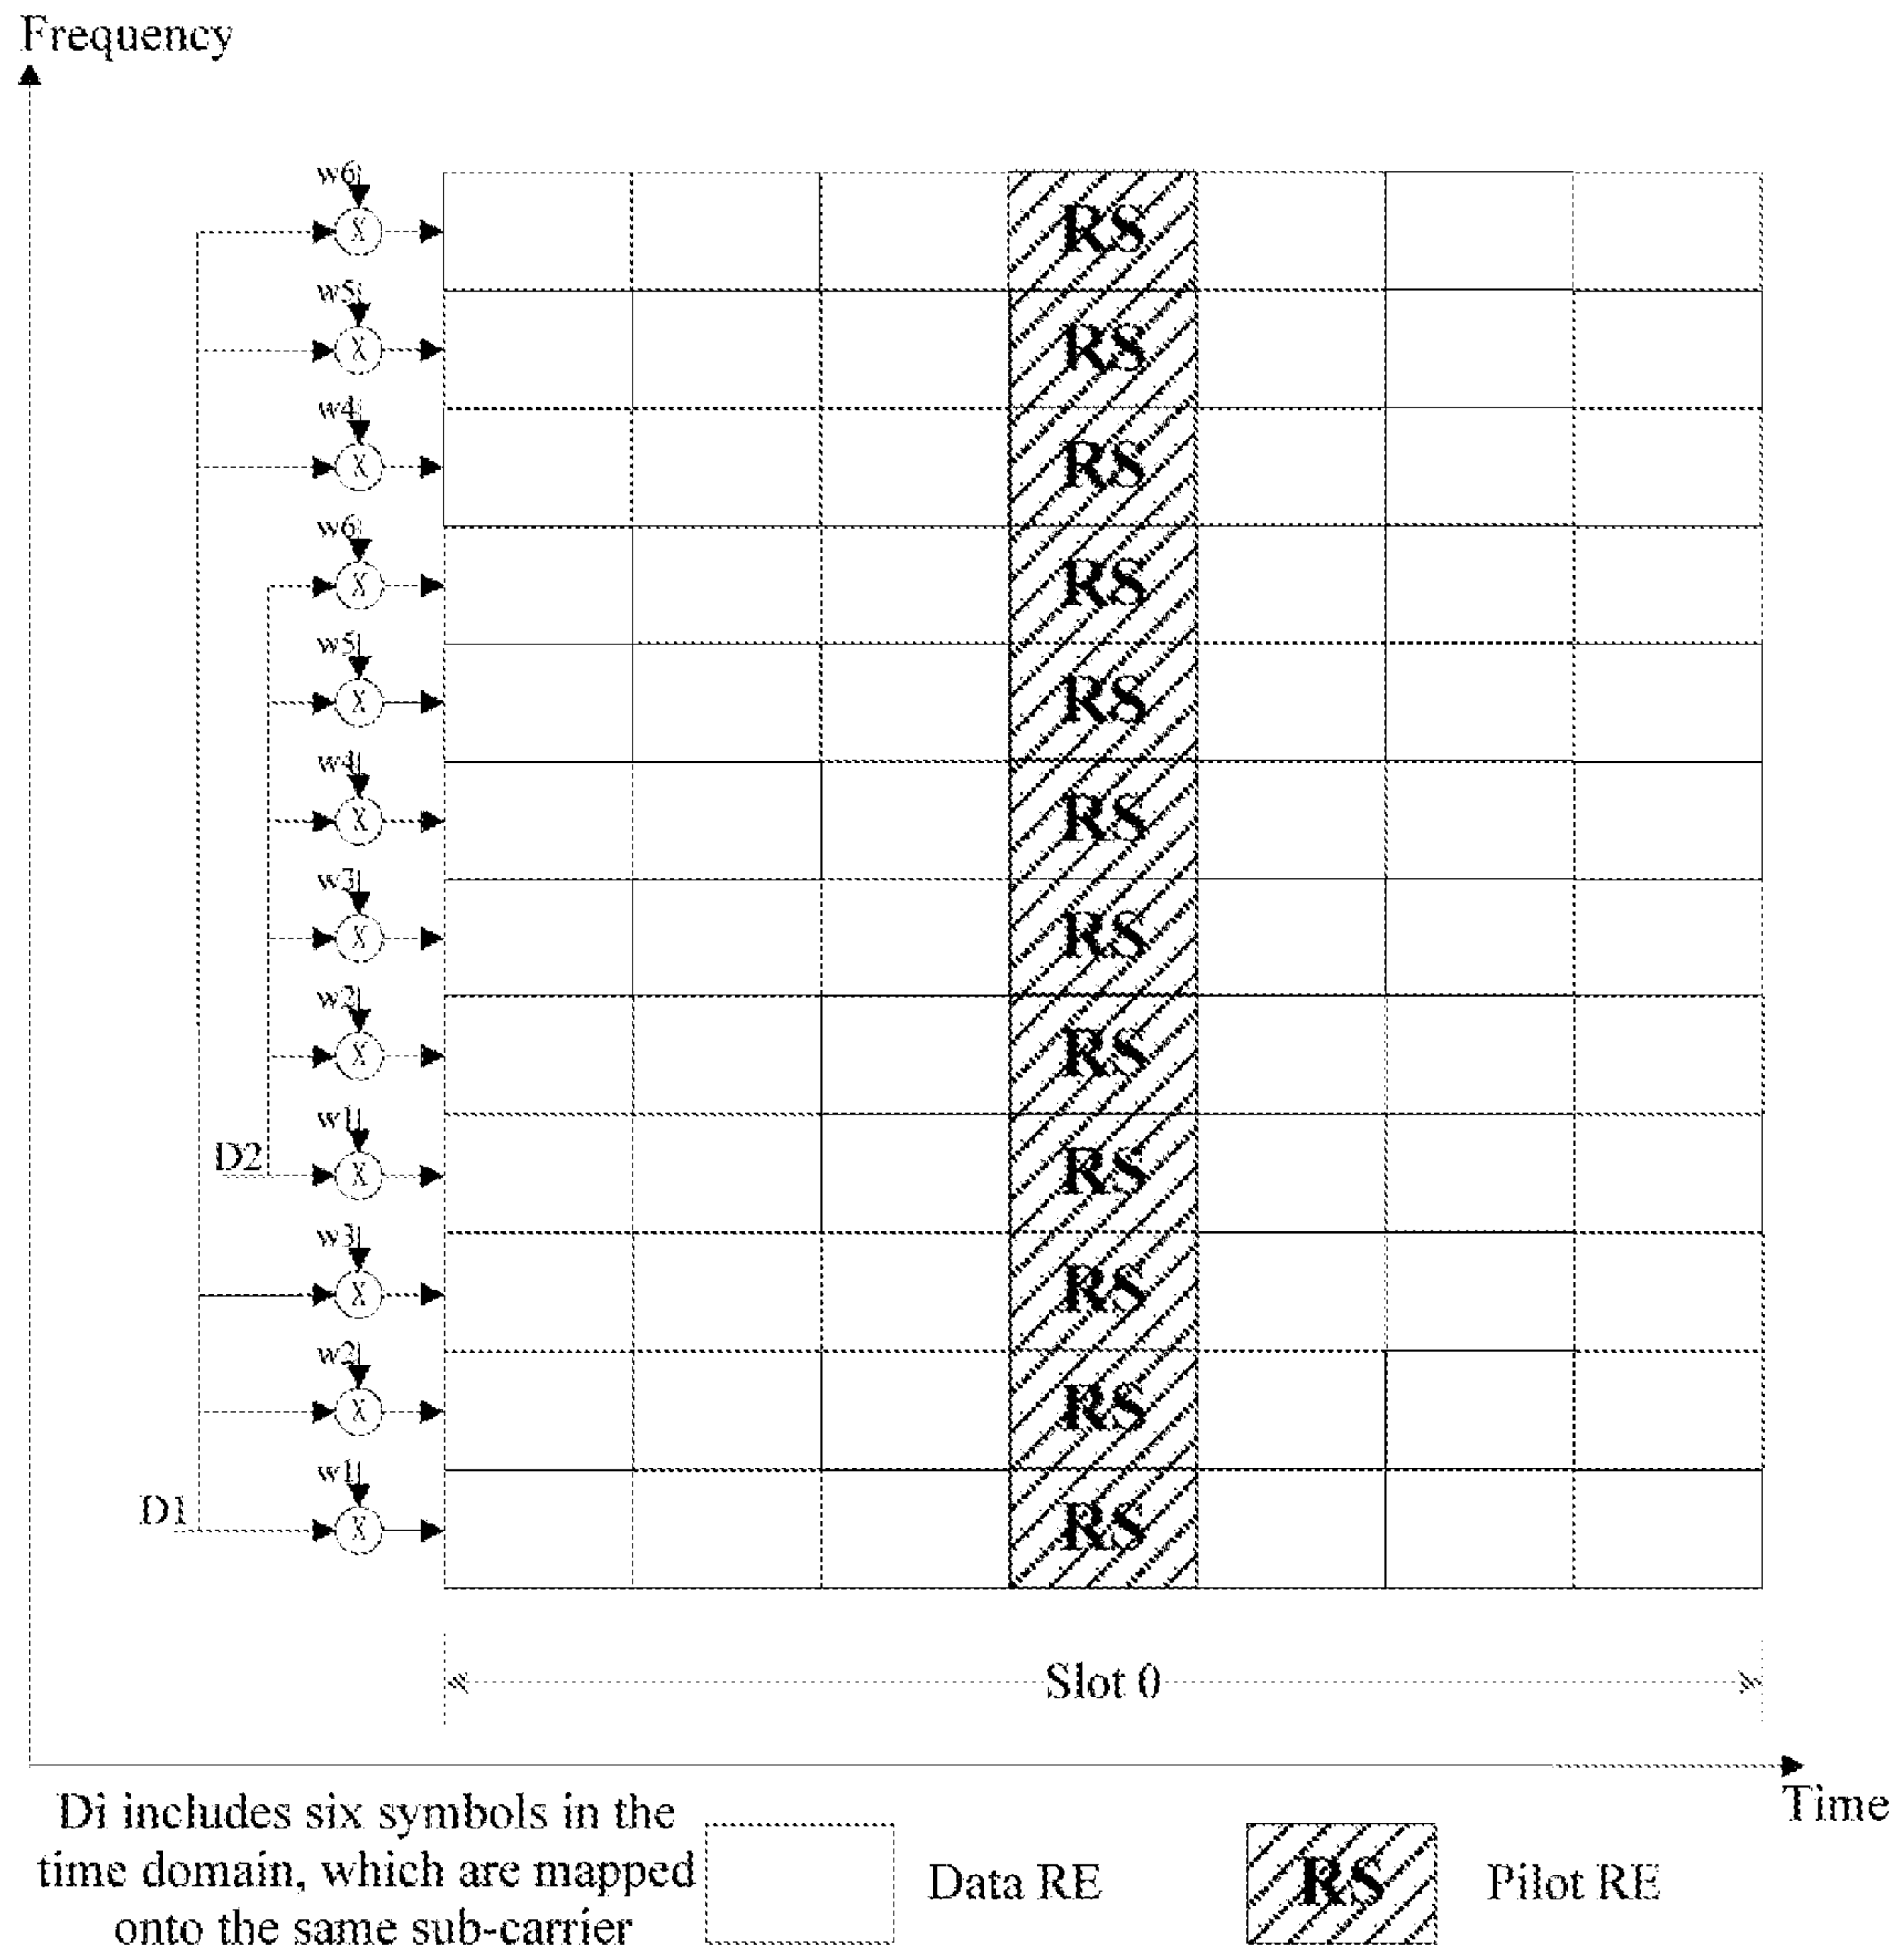 Frequency
w6
X
RS
w5
X
RS
w4
X
RS
w6
X
RS
w5
X
RS
w4
X
RS
w3
X
RS
w2
X
RS
w1
D2
X
RS
w3
X
RS
w2
X
RS
w1
D1
X
RS
Slot 0
Time
Di includes six symbols in the
time domain, which are mapped
onto the same sub-carrier
Data RE
RS
Pilot RE